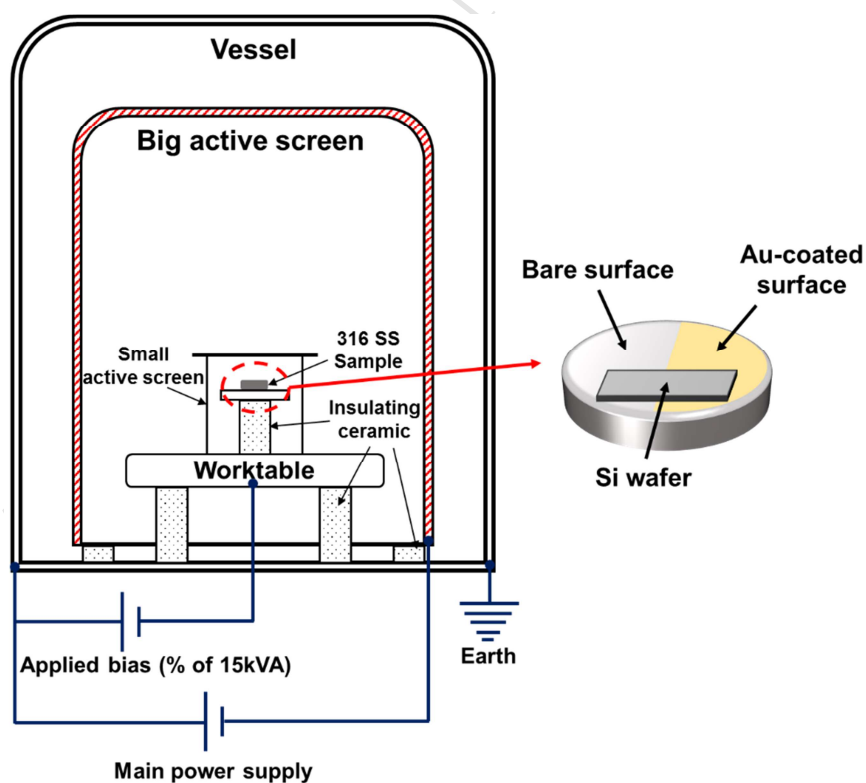 Vessel
Big active screen
Small
active screen
316 SS
Sample
Insulating
ceramic
Worktable
Applied bias (% of 15kVA)
Main power supply
Earth
Bare surface
Au-coated
surface
Si wafer